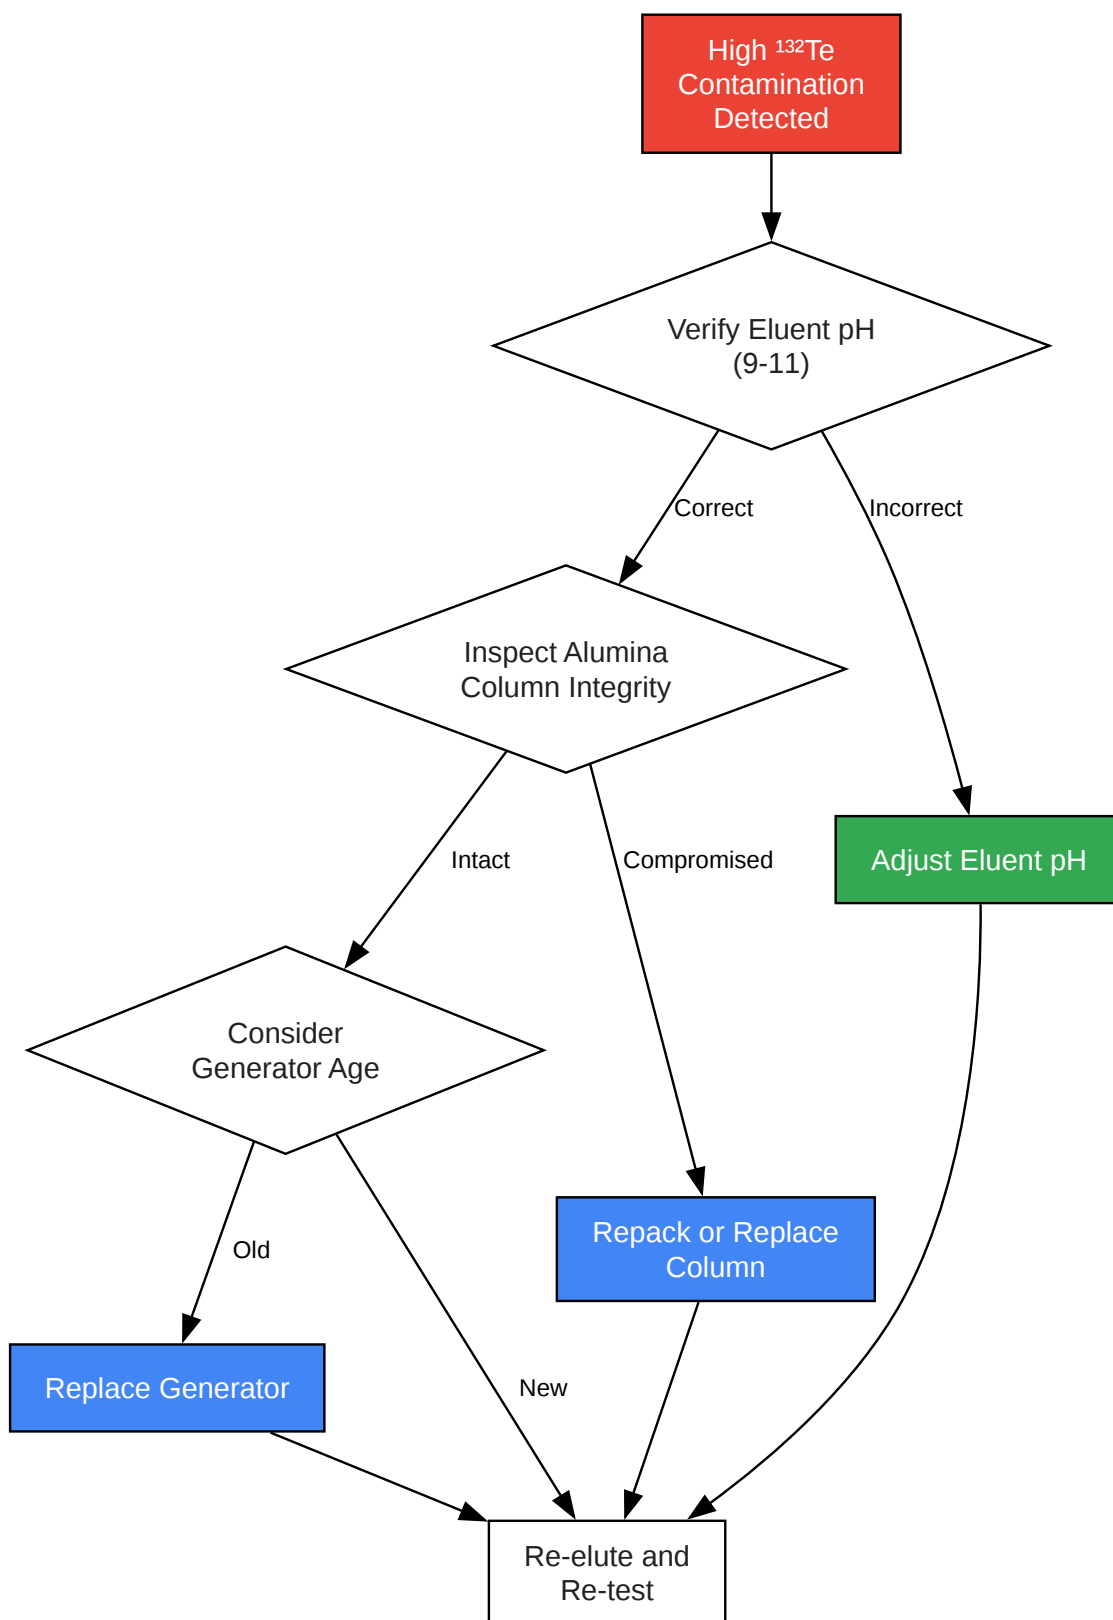 High ¹³²Te
Contamination
Detected
Verify Eluent pH
(9-11)
Correct
Incorrect
Inspect Alumina
Column Integrity
Intact
Compromised
Adjust Eluent pH
Consider
Generator Age
Old
New
Repack or Replace
Column
Replace Generator
Re-elute and
Re-test